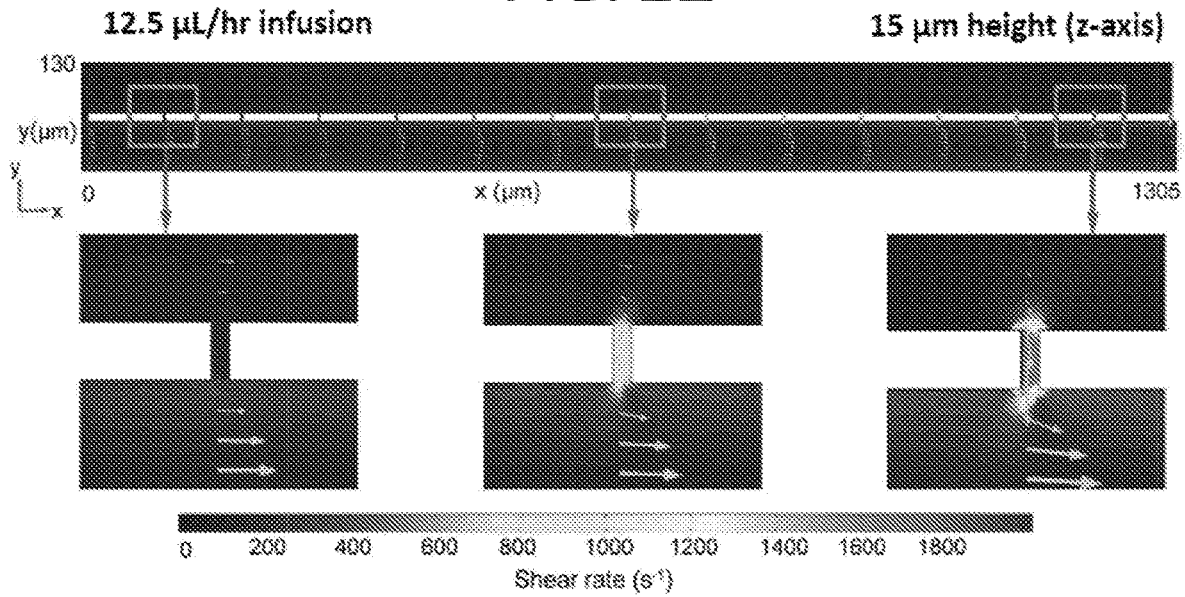 12.5 µL/hr infusion
15 µm height (z-axis)
130
y(µm)
y
x
0
x (µm)
1305
0 200 400 600 800 1000 1200 1400 1600 1800
Shear rate (s⁻¹)